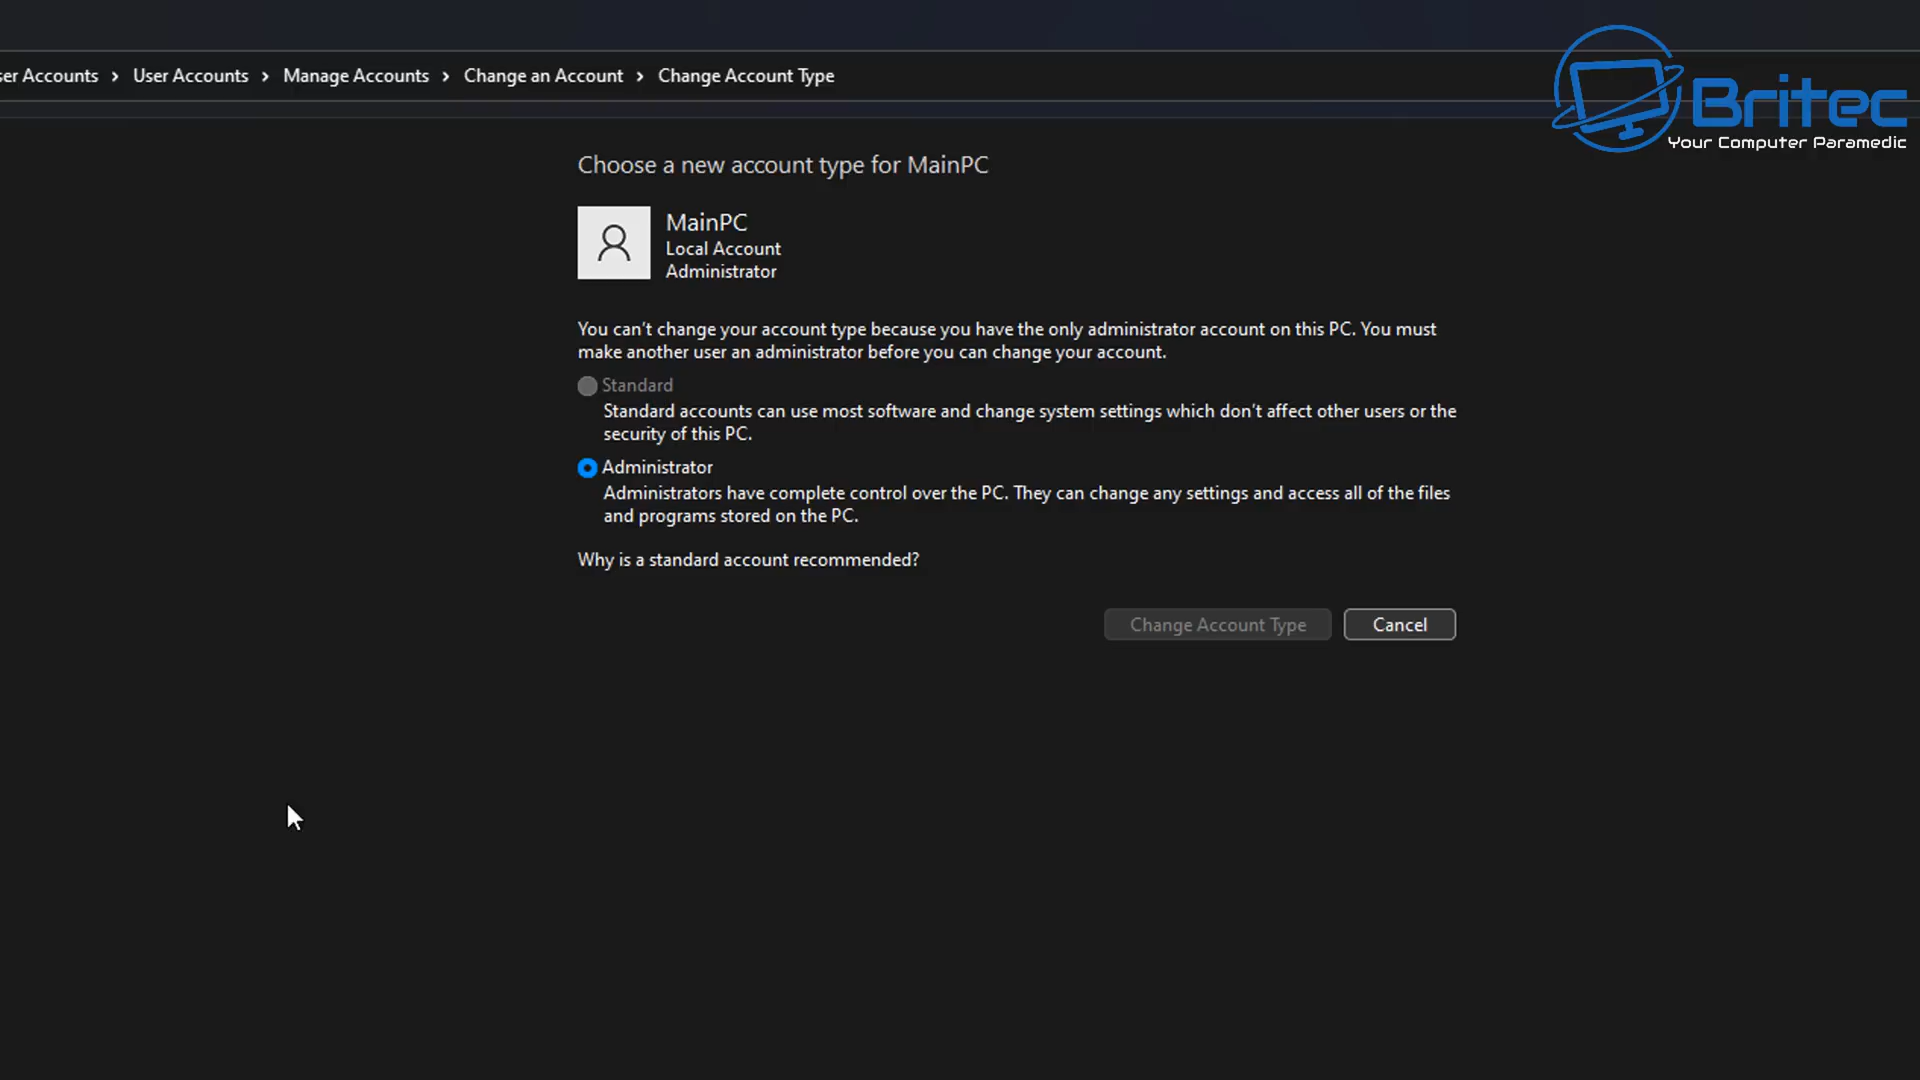 ser Accounts › User Accounts › Manage Accounts › Change an Account › Change Account Type
Britec
Your Computer Paramedic
Choose a new account type for MainPC
MainPC
Local Account
Administrator
You can't change your account type because you have the only administrator account on this PC. You must
make another user an administrator before you can change your account.
Standard
Standard accounts can use most software and change system settings which don't affect other users or the
security of this PC.
Administrator
Administrators have complete control over the PC. They can change any settings and access all of the files
and programs stored on the PC.
Why is a standard account recommended?
Change Account Type Cancel